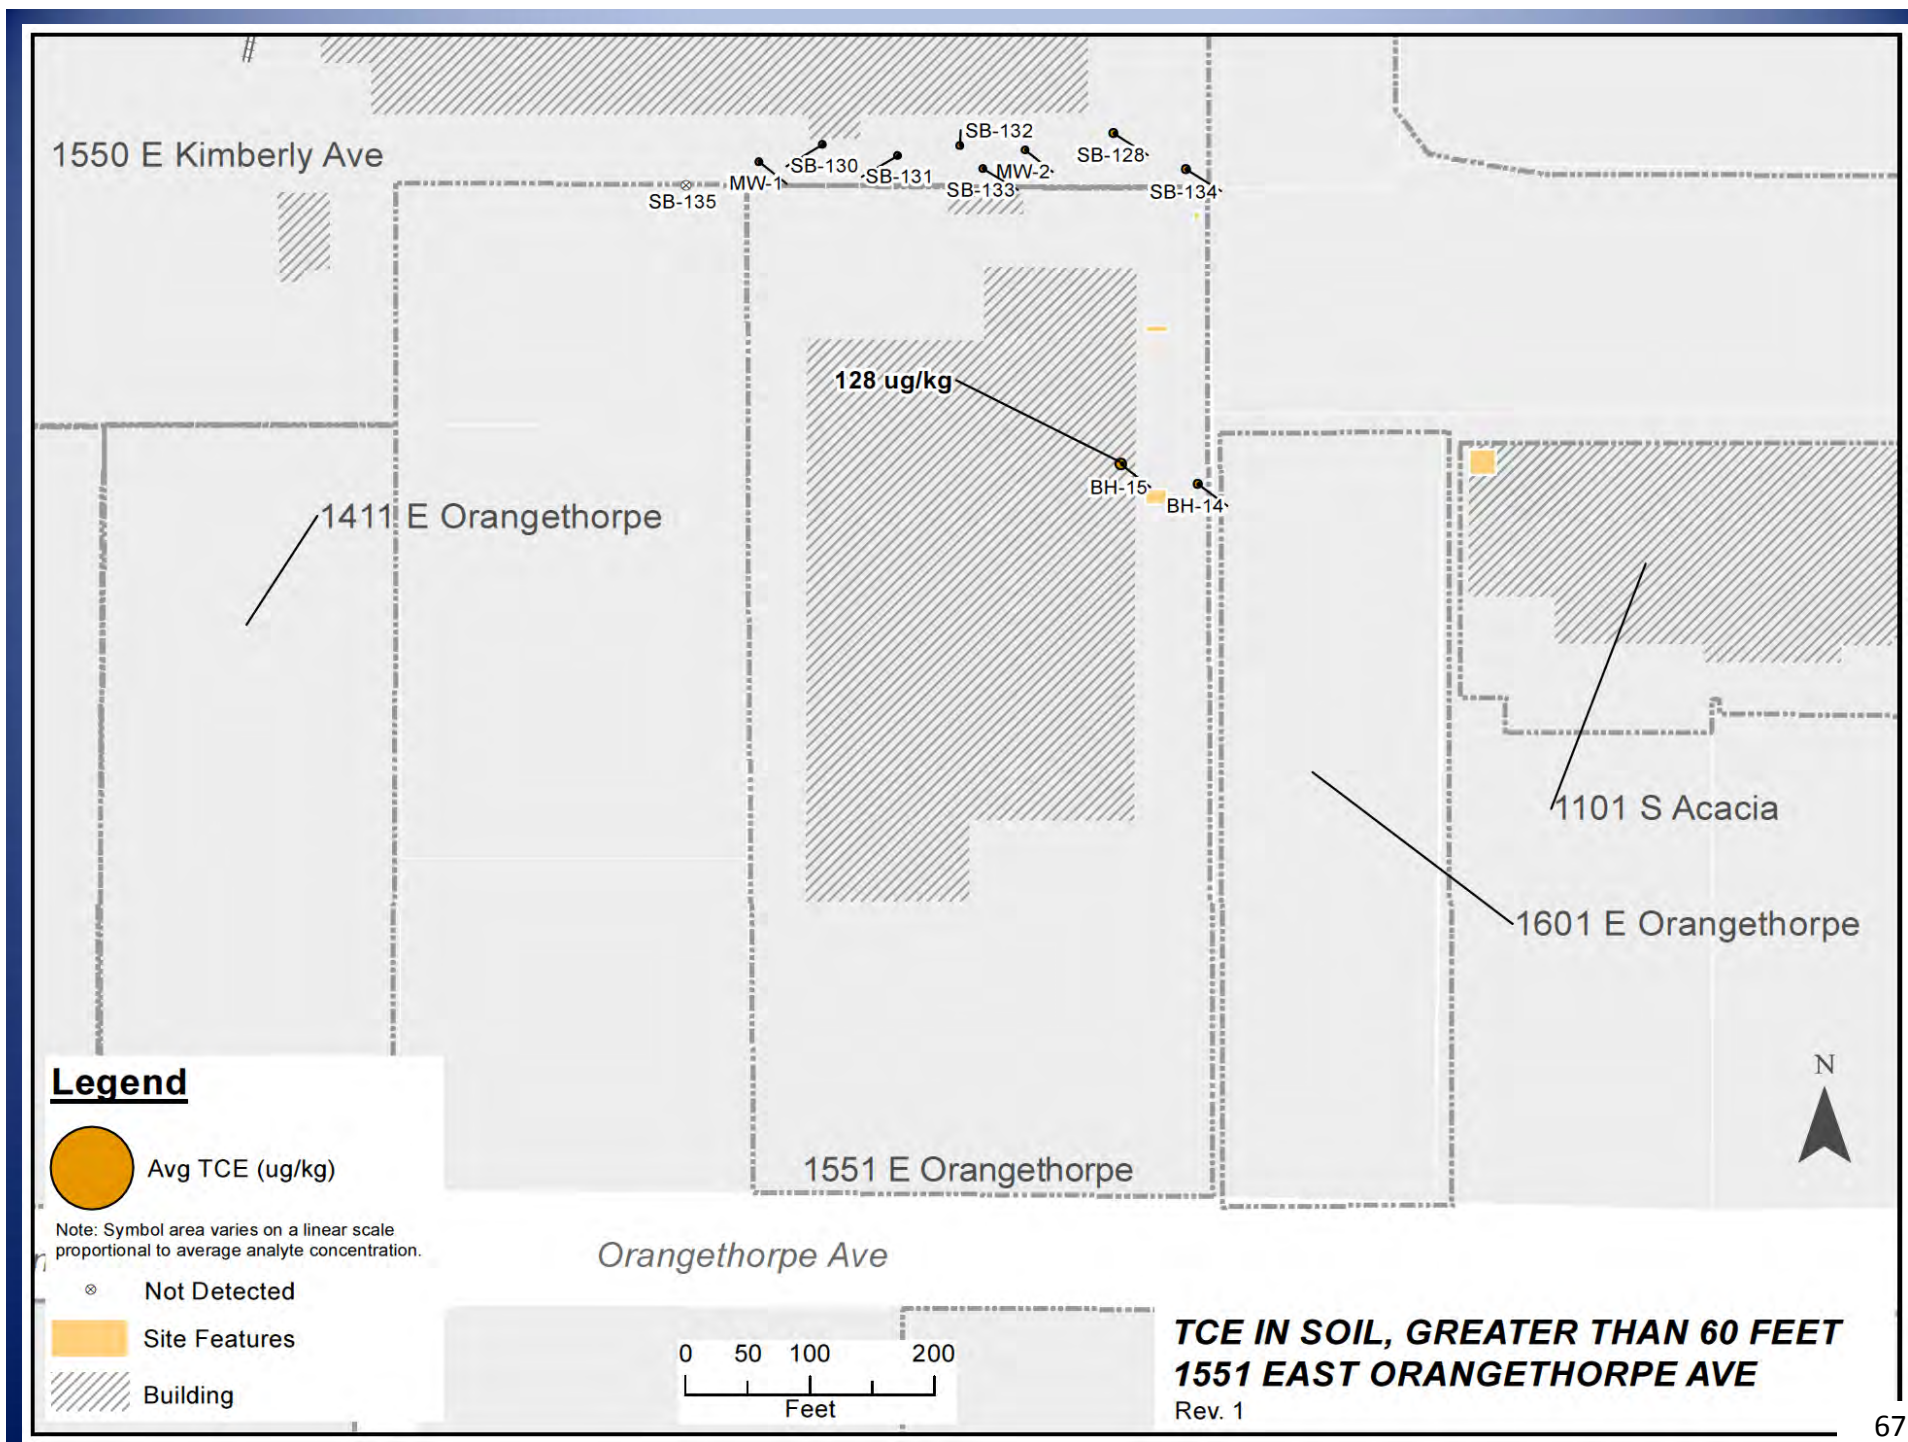 SB-132
1550 E Kimberly Ave
SB-128
SB-130
MW-2
SB-131
MW-1
SB-133
SB-134
SB-135
128 ug/kg
BH-15
BH-14
1411 E Orangethorpe
1101 S Acacia
1601 E Orangethorpe
N
Legend
Avg TCE (ug/kg)
Note: Symbol area varies on a linear scale
proportional to average analyte concentration.
Not Detected
Site Features
Building
1551 E Orangethorpe
Orangethorpe Ave
0 50 100 200
Feet
TCE IN SOIL, GREATER THAN 60 FEET
1551 EAST ORANGETHORPE AVE
Rev. 1
67